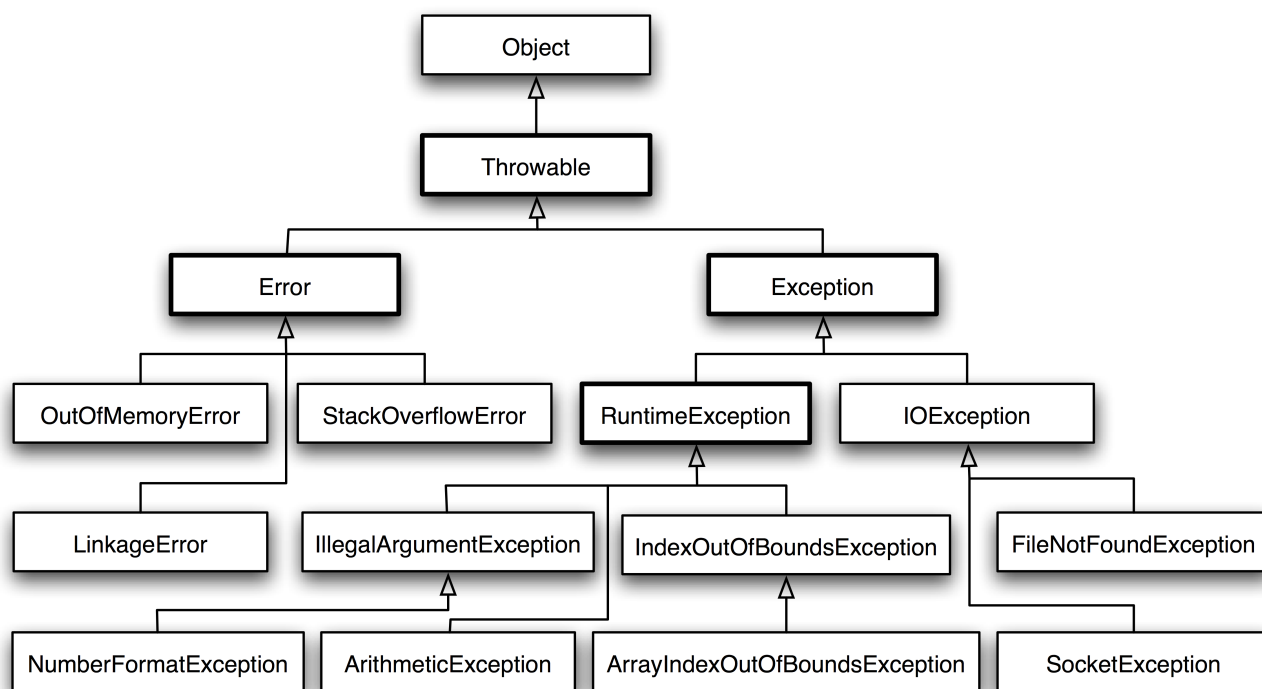 Object
Throwable
Error
Exception
OutOfMemoryError
StackOverflowError
RuntimeException
IOException
LinkageError
IllegalArgumentException
IndexOutOfBoundsException
FileNotFoundException
NumberFormatException
ArithmeticException
ArrayIndexOutOfBoundsException
SocketException